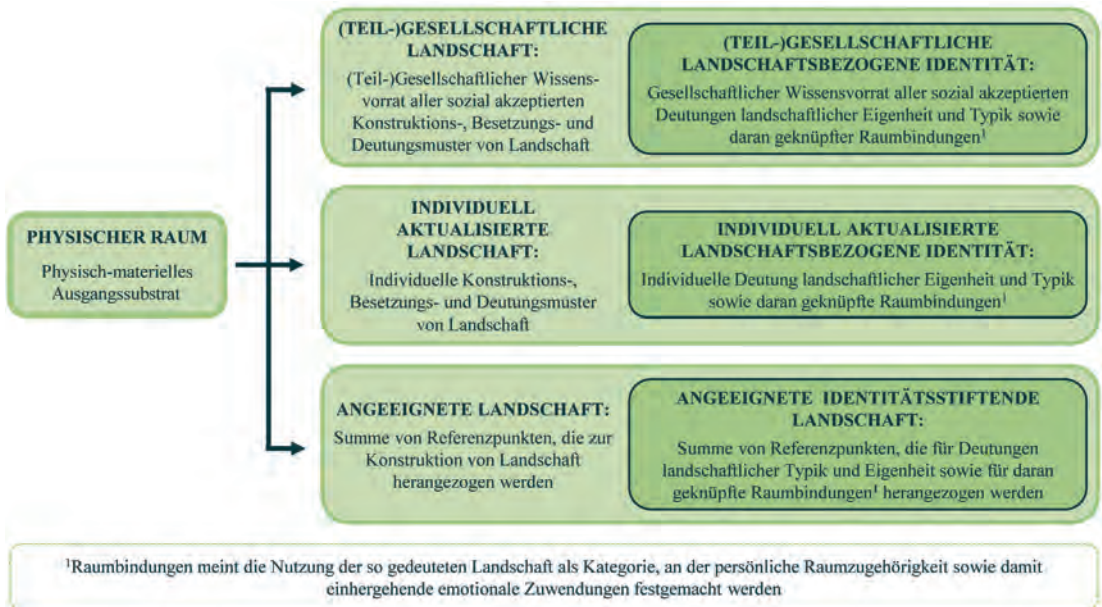 (TEIL-)GESELLSCHAFTLICHE
LANDSCHAFT:
(Teil-)Gesellschaftlicher Wissens-
vorrat aller sozial akzeptierten
Konstruktions-, Besetzungs- und
Deutungsmuster von Landschaft
(TEIL-)GESELLSCHAFTLICHE
LANDSCHAFTSBEZOGENE IDENTITÄT:
Gesellschaftlicher Wissensvorrat aller sozial akzeptierten
Deutungen landschaftlicher Eigenheit und Typik sowie
daran geknüpfter Raumbindungen¹
PHYSISCHER RAUM
Physisch-materielles
Ausgangssubstrat
INDIVIDUELL
AKTUALISIERTE
LANDSCHAFT:
Individuelle Konstruktions-,
Besetzungs- und Deutungsmuster
von Landschaft
INDIVIDUELL AKTUALISIERTE
LANDSCHAFTSBEZOGENE IDENTITÄT:
Individuelle Deutung landschaftlicher Eigenheit und Typik
sowie daran geknüpfte Raumbindungen¹
ANGEEIGNETE LANDSCHAFT:
Summe von Referenzpunkten, die zur
Konstruktion von Landschaft
herangezogen werden
ANGEEIGNETE IDENTITÄTSSTIFTENDE
LANDSCHAFT:
Summe von Referenzpunkten, die für Deutungen
landschaftlicher Typik und Eigenheit sowie für daran
geknüpfte Raumbindungen¹ herangezogen werden
¹Raumbindungen meint die Nutzung der so gedeuteten Landschaft als Kategorie, an der persönliche Raumzugehörigkeit sowie damit
einhergehende emotionale Zuwendungen festgemacht werden